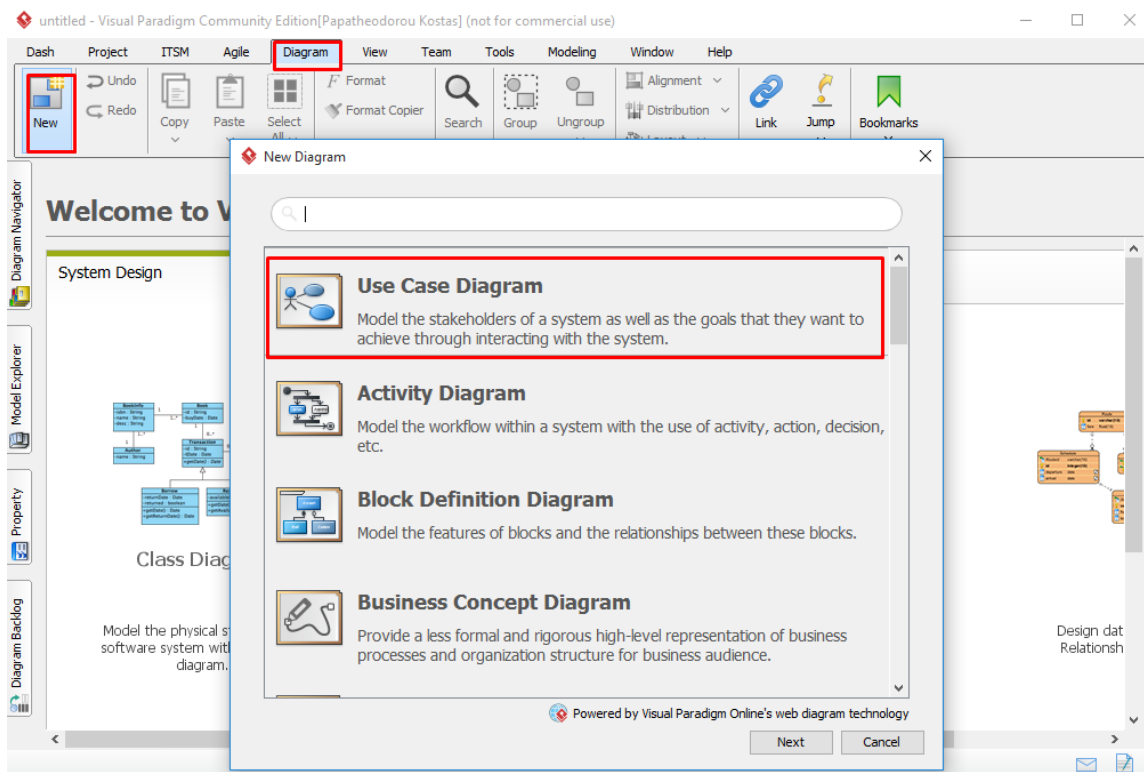 untitled - Visual Paradigm Community Edition[Papatheodorou Kostas] (not for commercial use)
Dash Project ITSM Agile Diagram View Team Tools Modeling Window Help
New
Undo
Redo
Copy
Paste
Select
All
Format
Format Copier
Search
Group
Ungroup
Alignment
Distribution
Layout
Link
Jump
Bookmarks
Diagram Navigator
Model Explorer
Property
Diagram Backlog
Welcome to V
System Design
Class Diag
Model the physical s
software system wit
diagram.
New Diagram
Use Case Diagram
Model the stakeholders of a system as well as the goals that they want to
achieve through interacting with the system.
Activity Diagram
Model the workflow within a system with the use of activity, action, decision,
etc.
Block Definition Diagram
Model the features of blocks and the relationships between these blocks.
Business Concept Diagram
Provide a less formal and rigorous high-level representation of business
processes and organization structure for business audience.
Powered by Visual Paradigm Online's web diagram technology
Next
Cancel
Design dat
Relationsh